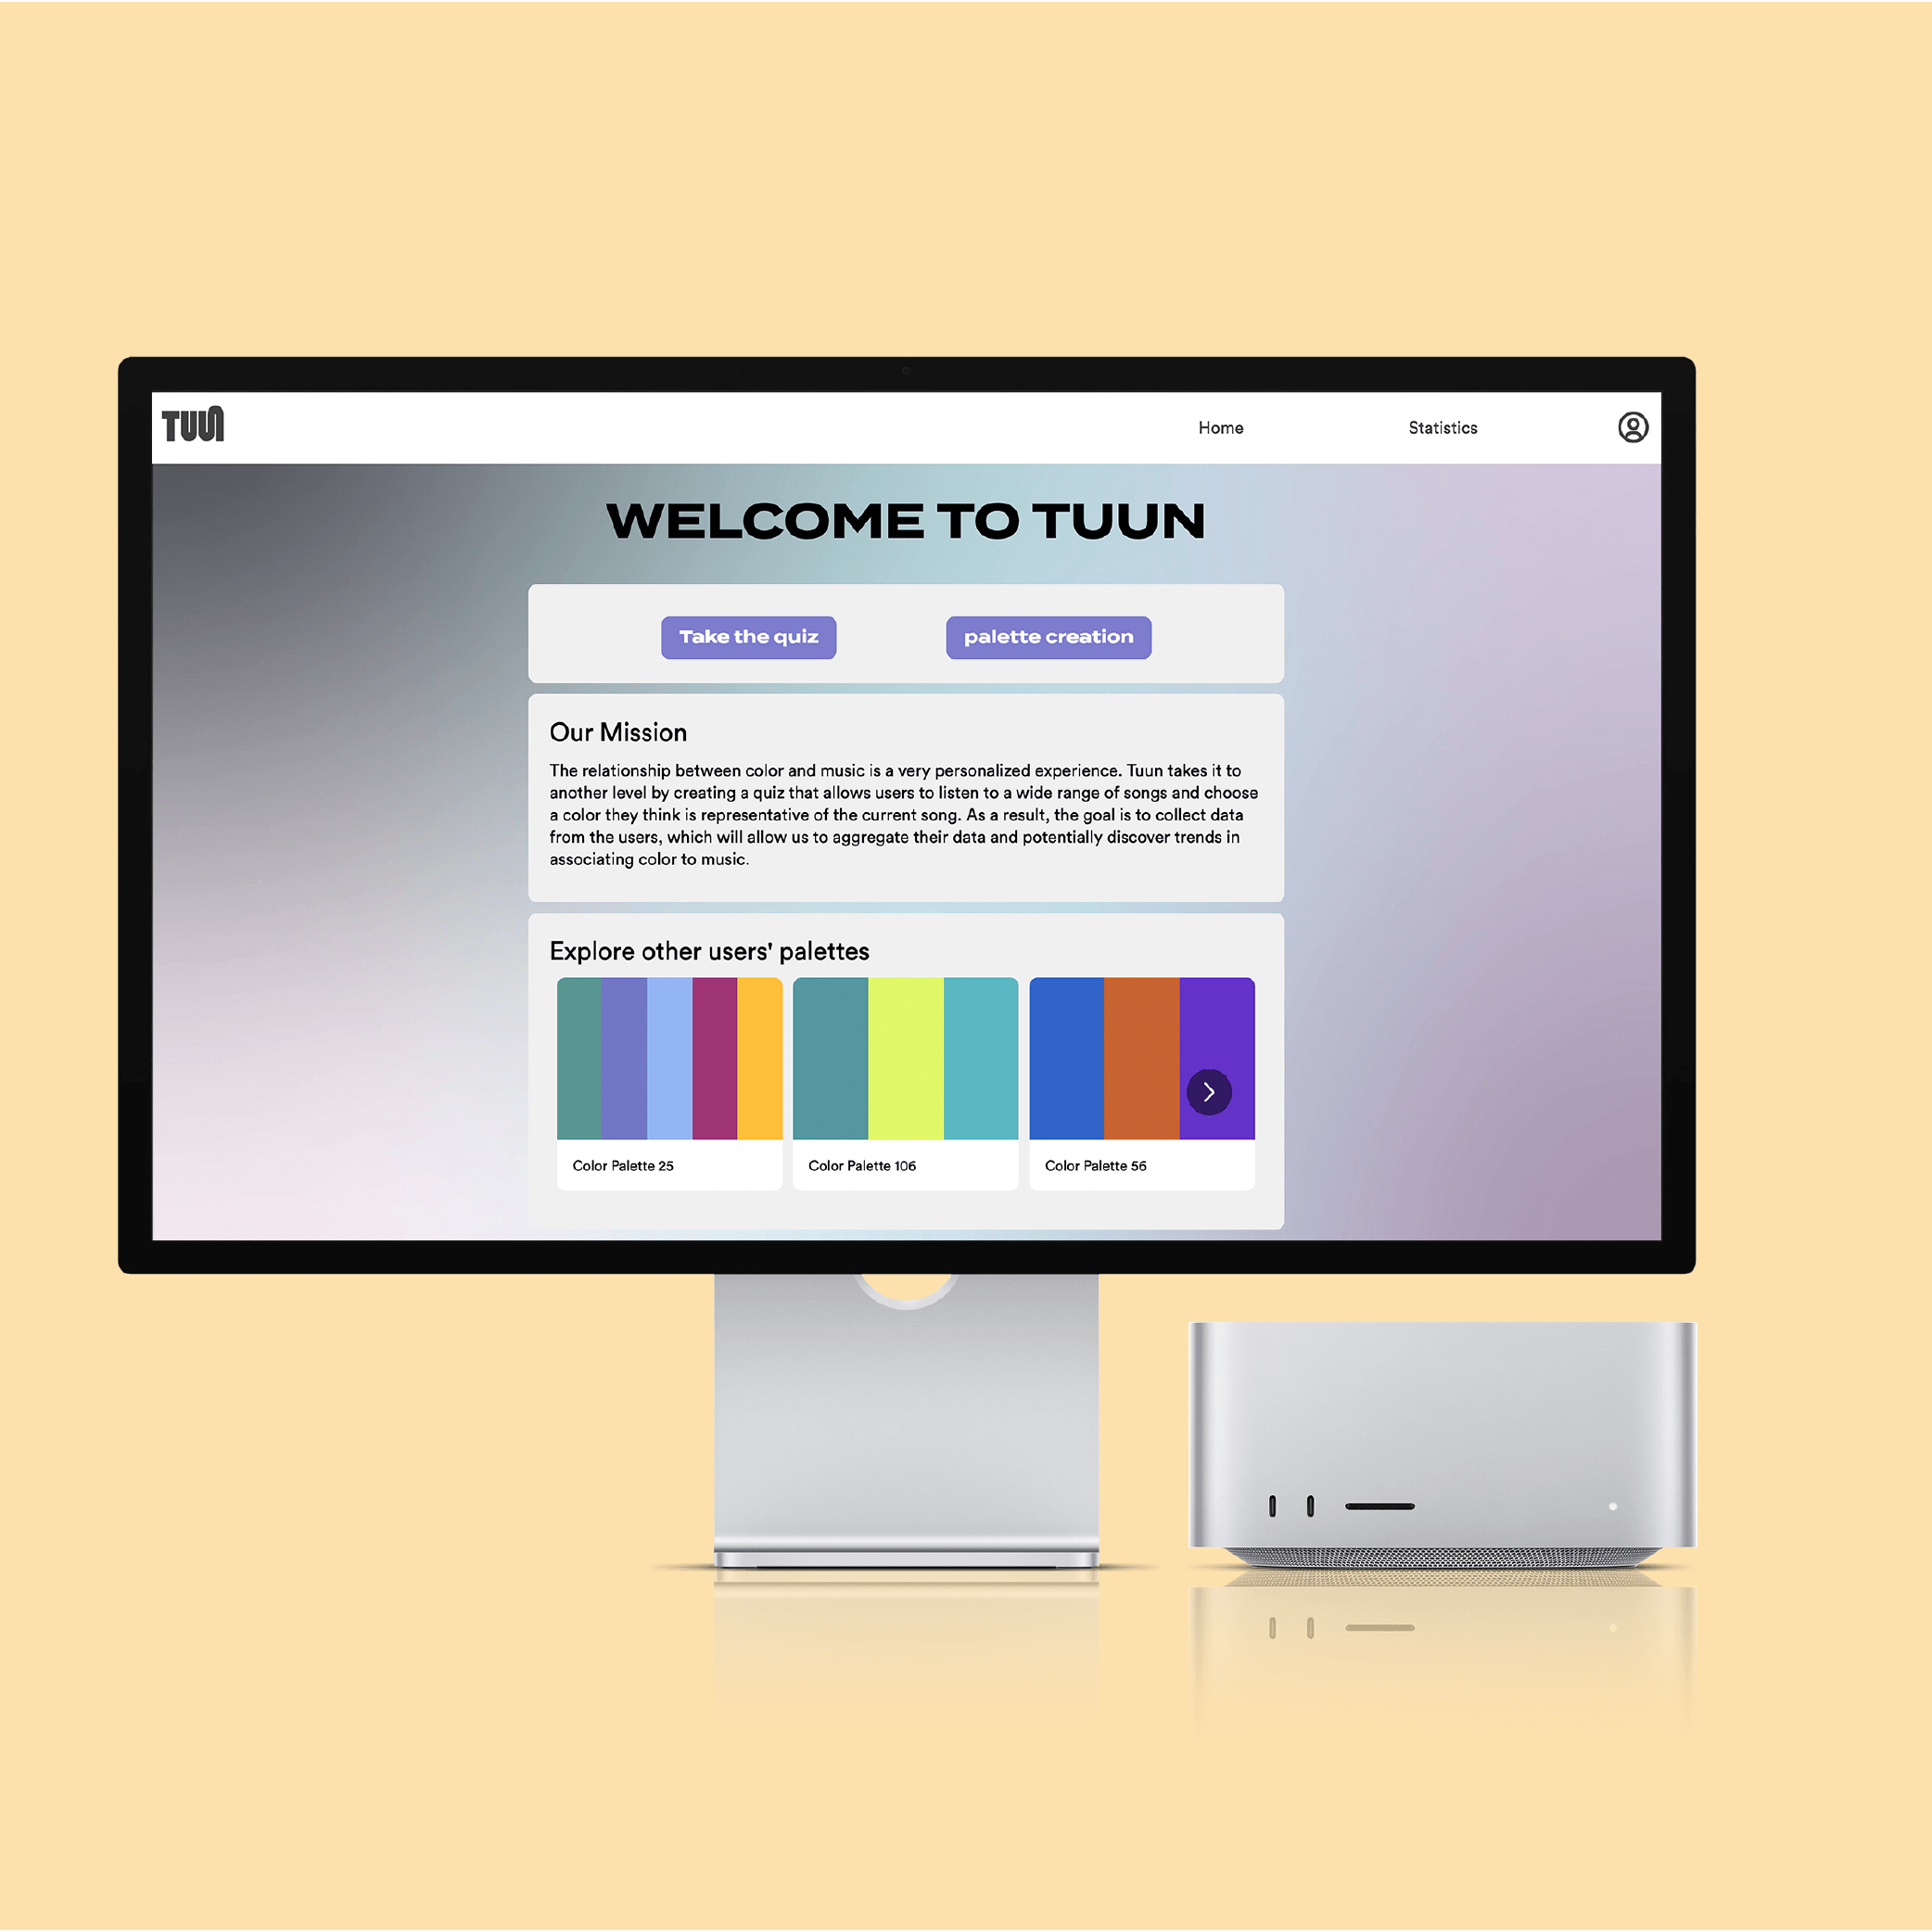 TUUN
Home
Statistics
WELCOME TO TUUN
Take the quiz
palette creation
Our Mission
The relationship between color and music is a very personalized experience. Tuun takes it to
another level by creating a quiz that allows users to listen to a wide range of songs and choose
a color they think is representative of the current song. As a result, the goal is to collect data
from the users, which will allow us to aggregate their data and potentially discover trends in
associating color to music.
Explore other users' palettes
Color Palette 25
Color Palette 106
Color Palette 56